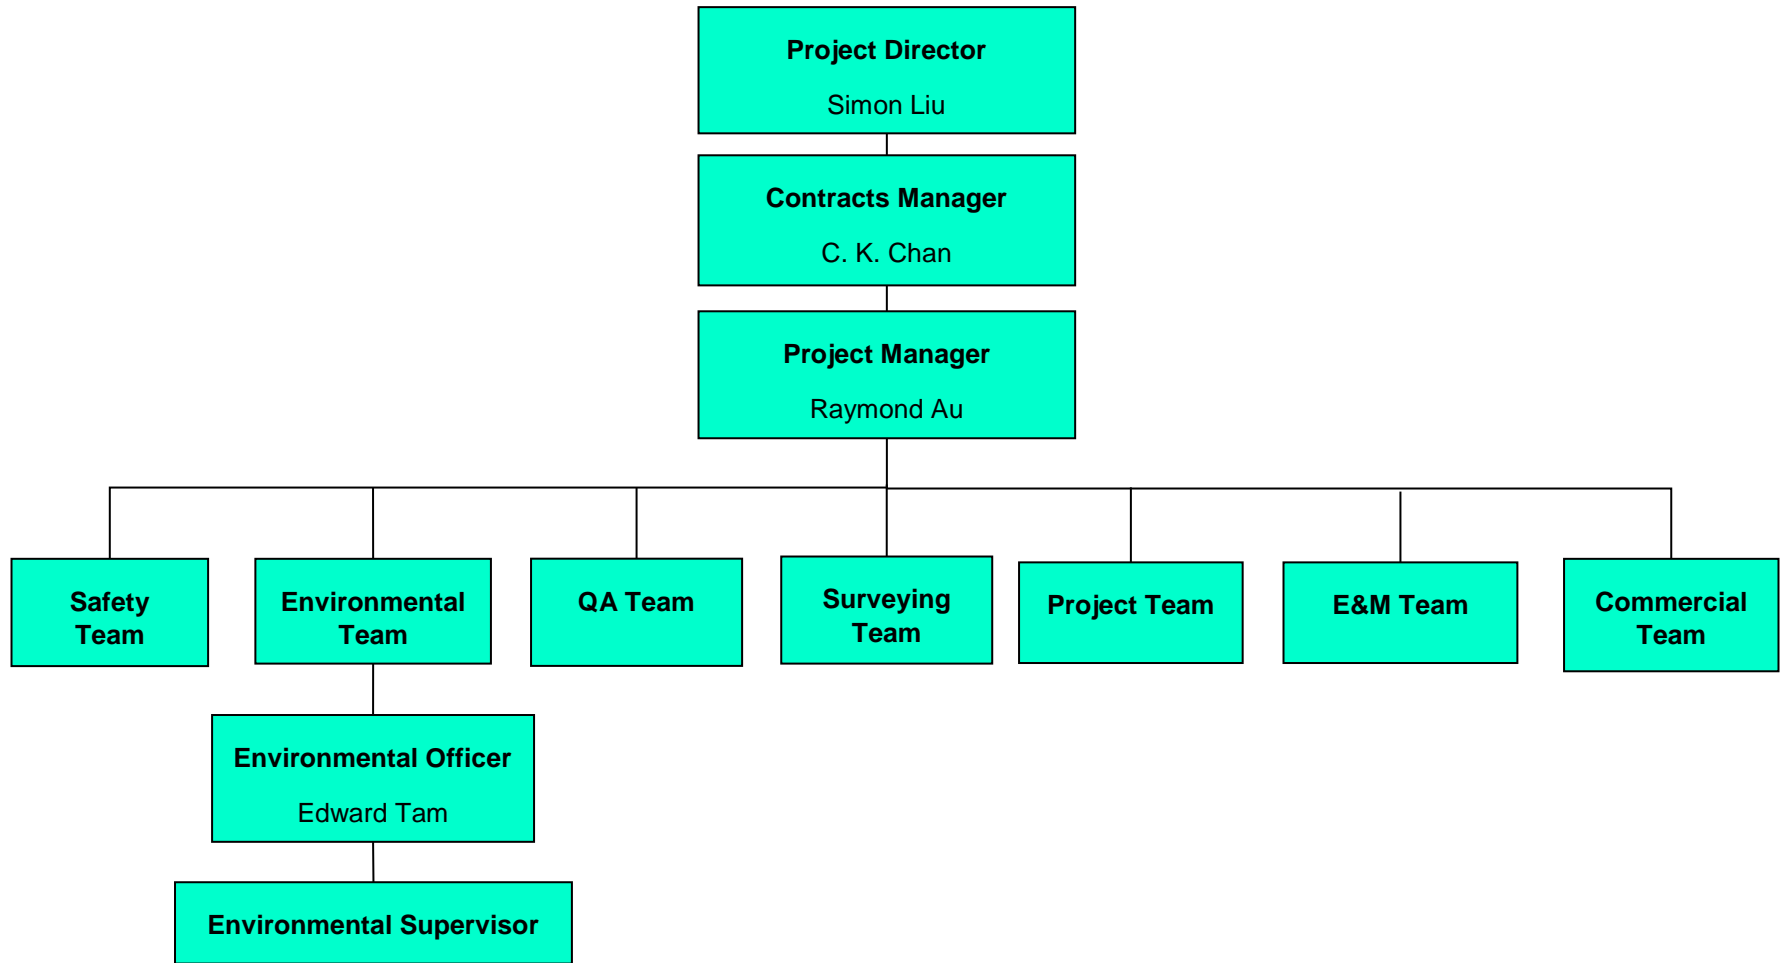 Project Director
Simon Liu
Contracts Manager
C. K. Chan
Project Manager
Raymond Au
Safety
Team
Environmental
Team
QA Team
Surveying
Team
Project Team
E&M Team
Commercial
Team
Environmental Officer
Edward Tam
Environmental Supervisor